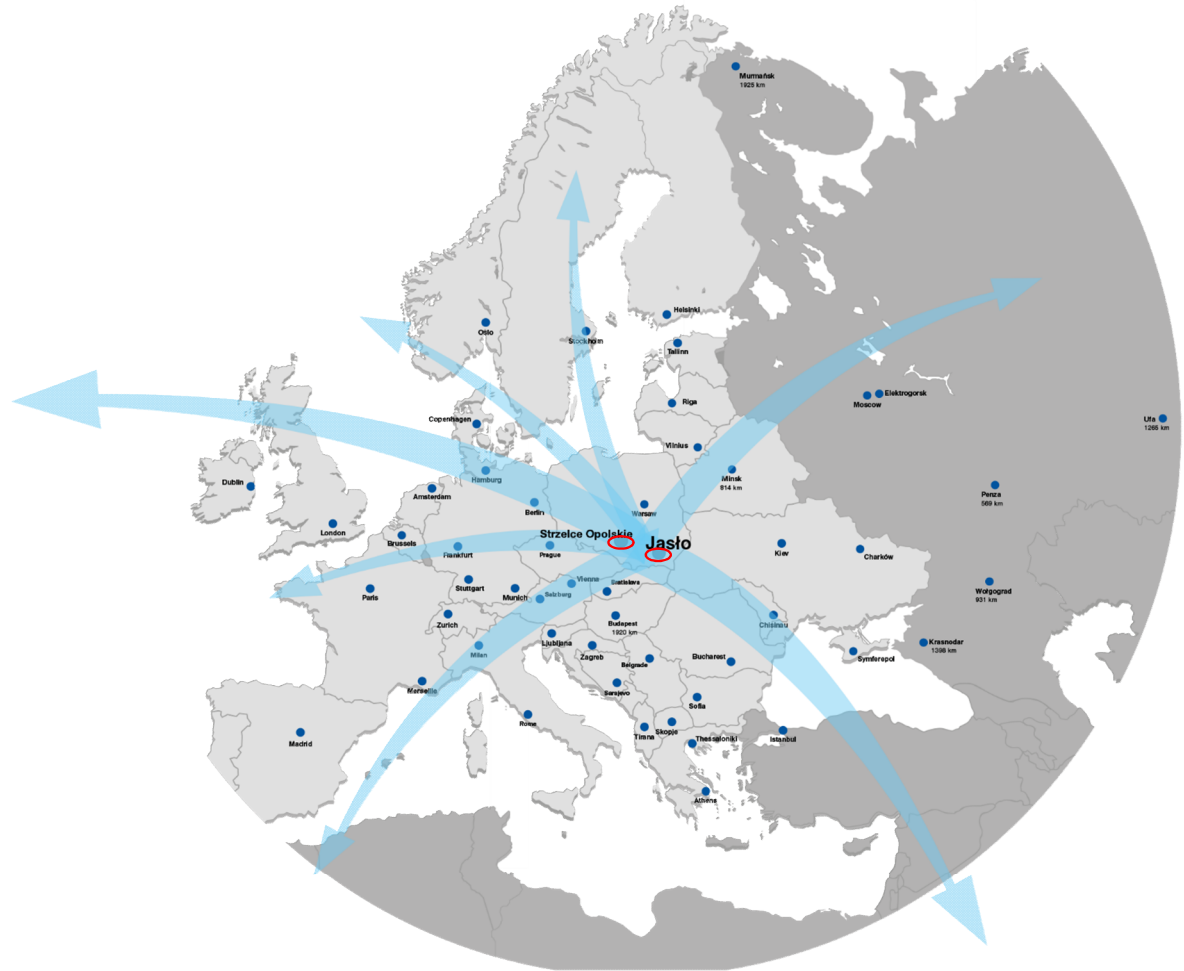 Murmańsk
1925 km
Helsinki
Oslo
Stockholm
Tallinn
Moscow
Elektrogorsk
Riga
Ufa
1266 km
Copenhagen
Vilnius
Hamburg
Minsk
814 km
Dublin
Amsterdam
Penza
569 km
Berlin
Warsaw
London
Strzelce Opolskie
Jasło
Brussels
Frankfurt
Prague
Kiev
Charków
Stuttgart
Vienna
Bratislava
Paris
Munich
Salzburg
Wolgograd
931 km
Zurich
Budapest
1920 km
Chisinau
Ljubljana
Zagreb
Krasnodar
1398 km
Milan
Belgrade
Bucharest
Symferopol
Marseille
Sarajevo
Sofia
Rome
Madrid
Tirana
Skopje
Thessaloniki
Istanbul
Athens